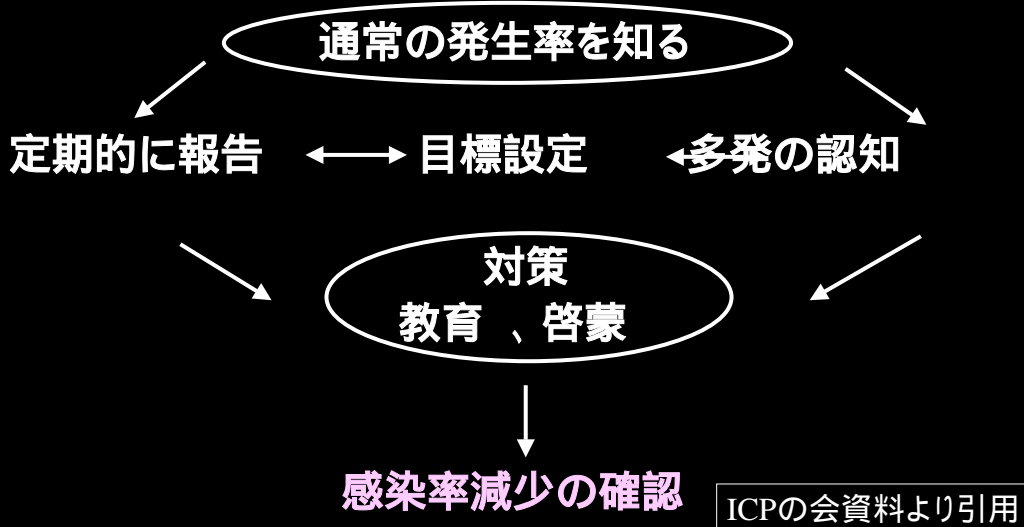 通常の発生率を知る
定期的に報告 目標設定 多発の認知
対策
教育 、啓蒙
感染率減少の確認
ICPの会資料より引用